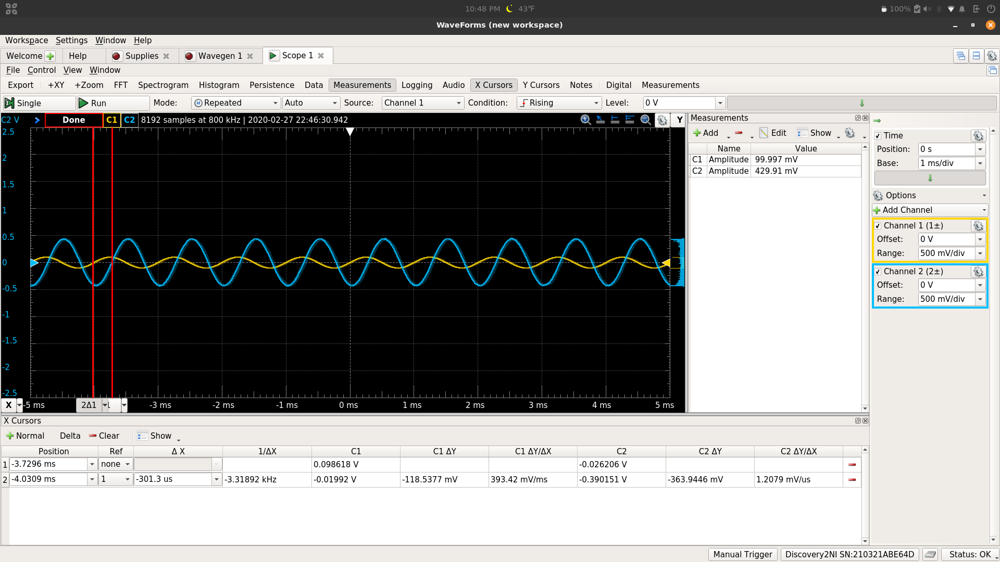 10:48 PM 43°F 100%
WaveForms (new workspace)
Workspace Settings Window Help
Welcome Help Supplies Wavegen 1 Scope 1
File Control View Window
Export +XY +Zoom FFT Spectrogram Histogram Persistence Data Measurements Logging Audio X Cursors Y Cursors Notes Digital Measurements
Single Run Mode: Repeated Auto Source: Channel 1 Condition: Rising Level: 0 V
C2 V Done C1 C2 8192 samples at 800 kHz | 2020-02-27 22:46:30.942 Y
2.5
2
1.5
1
0.5
0
-0.5
-1
-1.5
-2
-2.5
X -5 ms 2Δ1 -3 ms -2 ms -1 ms 0 ms 1 ms 2 ms 3 ms 4 ms 5 ms
Measurements
Add Edit Show
Name Value
C1 Amplitude 99.997 mV
C2 Amplitude 429.91 mV
Time
Position: 0 s
Base: 1 ms/div
Options
Add Channel
Channel 1 (1±)
Offset: 0 V
Range: 500 mV/div
Channel 2 (2±)
Offset: 0 V
Range: 500 mV/div
X Cursors
Normal Delta Clear Show
Position Ref Δ X 1/ΔX C1 C1 ΔY C1 ΔY/ΔX C2 C2 ΔY C2 ΔY/ΔX
1 -3.7296 ms none 0.098618 V -0.026206 V
2 -4.0309 ms 1 -301.3 us -3.31892 kHz -0.01992 V -118.5377 mV 393.42 mV/ms -0.390151 V -363.9446 mV 1.2079 mV/us
Manual Trigger Discovery2NI SN:210321ABE64D Status: OK